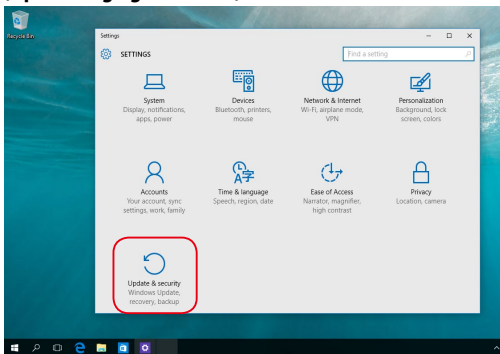 Recycle Bin
Settings
SETTINGS
Find a setting
System
Display, notifications,
apps, power
Devices
Bluetooth, printers,
mouse
Network & Internet
Wi-Fi, airplane mode,
VPN
Personalization
Background, lock
screen, colors
Accounts
Your account, sync
settings, work, family
Time & language
Speech, region, date
Ease of Access
Narrator, magnifier,
high contrast
Privacy
Location, camera
Update & security
Windows Update,
recovery, backup